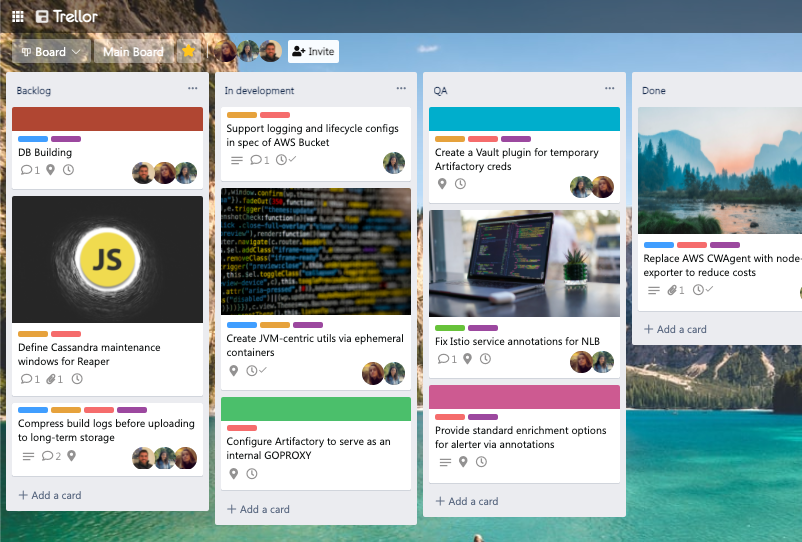 Trellor
Board
Main Board
Invite
Backlog
DB Building
1
JS
Define Cassandra maintenance
windows for Reaper
1
1
Compress build logs before uploading
to long-term storage
2
+ Add a card
In development
Support logging and lifecycle configs
in spec of AWS Bucket
1
Create JVM-centric utils via ephemeral
containers
Configure Artifactory to serve as an
internal GOPROXY
+ Add a card
QA
Create a Vault plugin for temporary
Artifactory creds
Fix Istio service annotations for NLB
1
Provide standard enrichment options
for alerter via annotations
+ Add a card
Done
Replace AWS CWAgent with node-
exporter to reduce costs
1
+ Add a card